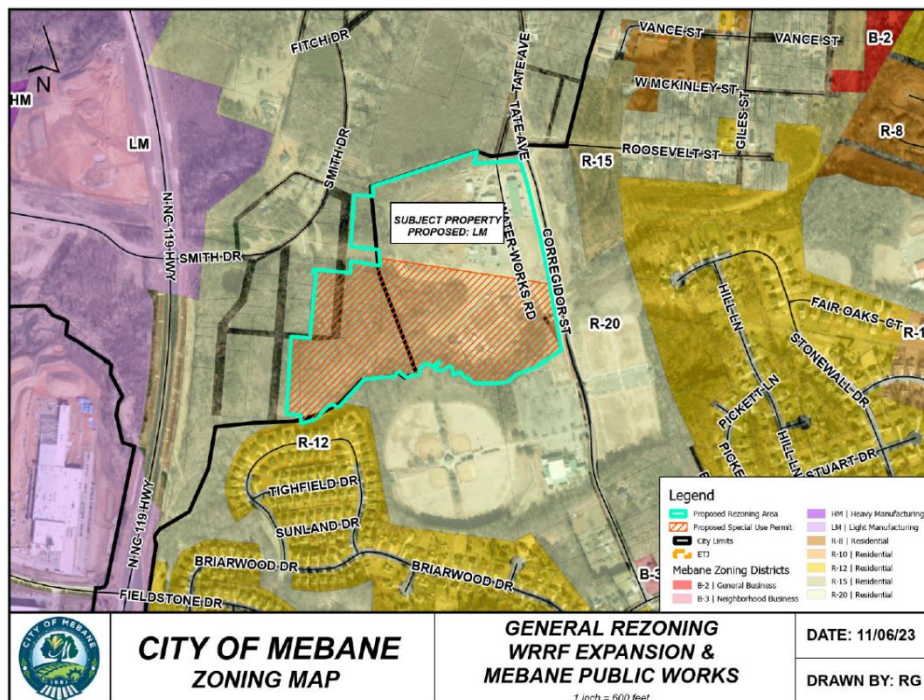 FITCH DR
TATE AVE
TATE AVE
VANCE ST
VANCE ST
B-2
W MCKINLEY ST
GILES ST
R-8
N
HM
LM
SMITH DR
R-15
ROOSEVELT ST
SUBJECT PROPERTY
PROPOSED: LM
N NC 119 HWY
SMITH DR
WATER WORKS RD
CORREGIDOR ST
HILL LN
FAIR OAKS CT
R-20
STONEWALL DR
PICKETT LN
HILL LN
STUART DR
R-12
TIGHFIELD DR
SUNLAND DR
N NC 119 HWY
BRIARWOOD DR
BRIARWOOD DR
FIELDSTONE DR
B-3
Legend
Proposed Rezoning Area
Proposed Special Use Permit
City Limits
ETJ
Mebane Zoning Districts
B-2 | General Business
B-3 | Neighborhood Business
HM | Heavy Manufacturing
LM | Light Manufacturing
R-8 | Residential
R-10 | Residential
R-12 | Residential
R-15 | Residential
R-20 | Residential
CITY OF MEBANE
1881
CITY OF MEBANE
ZONING MAP
GENERAL REZONING
WRRF EXPANSION &
MEBANE PUBLIC WORKS
1 inch = 600 feet
DATE: 11/06/23
DRAWN BY: RG